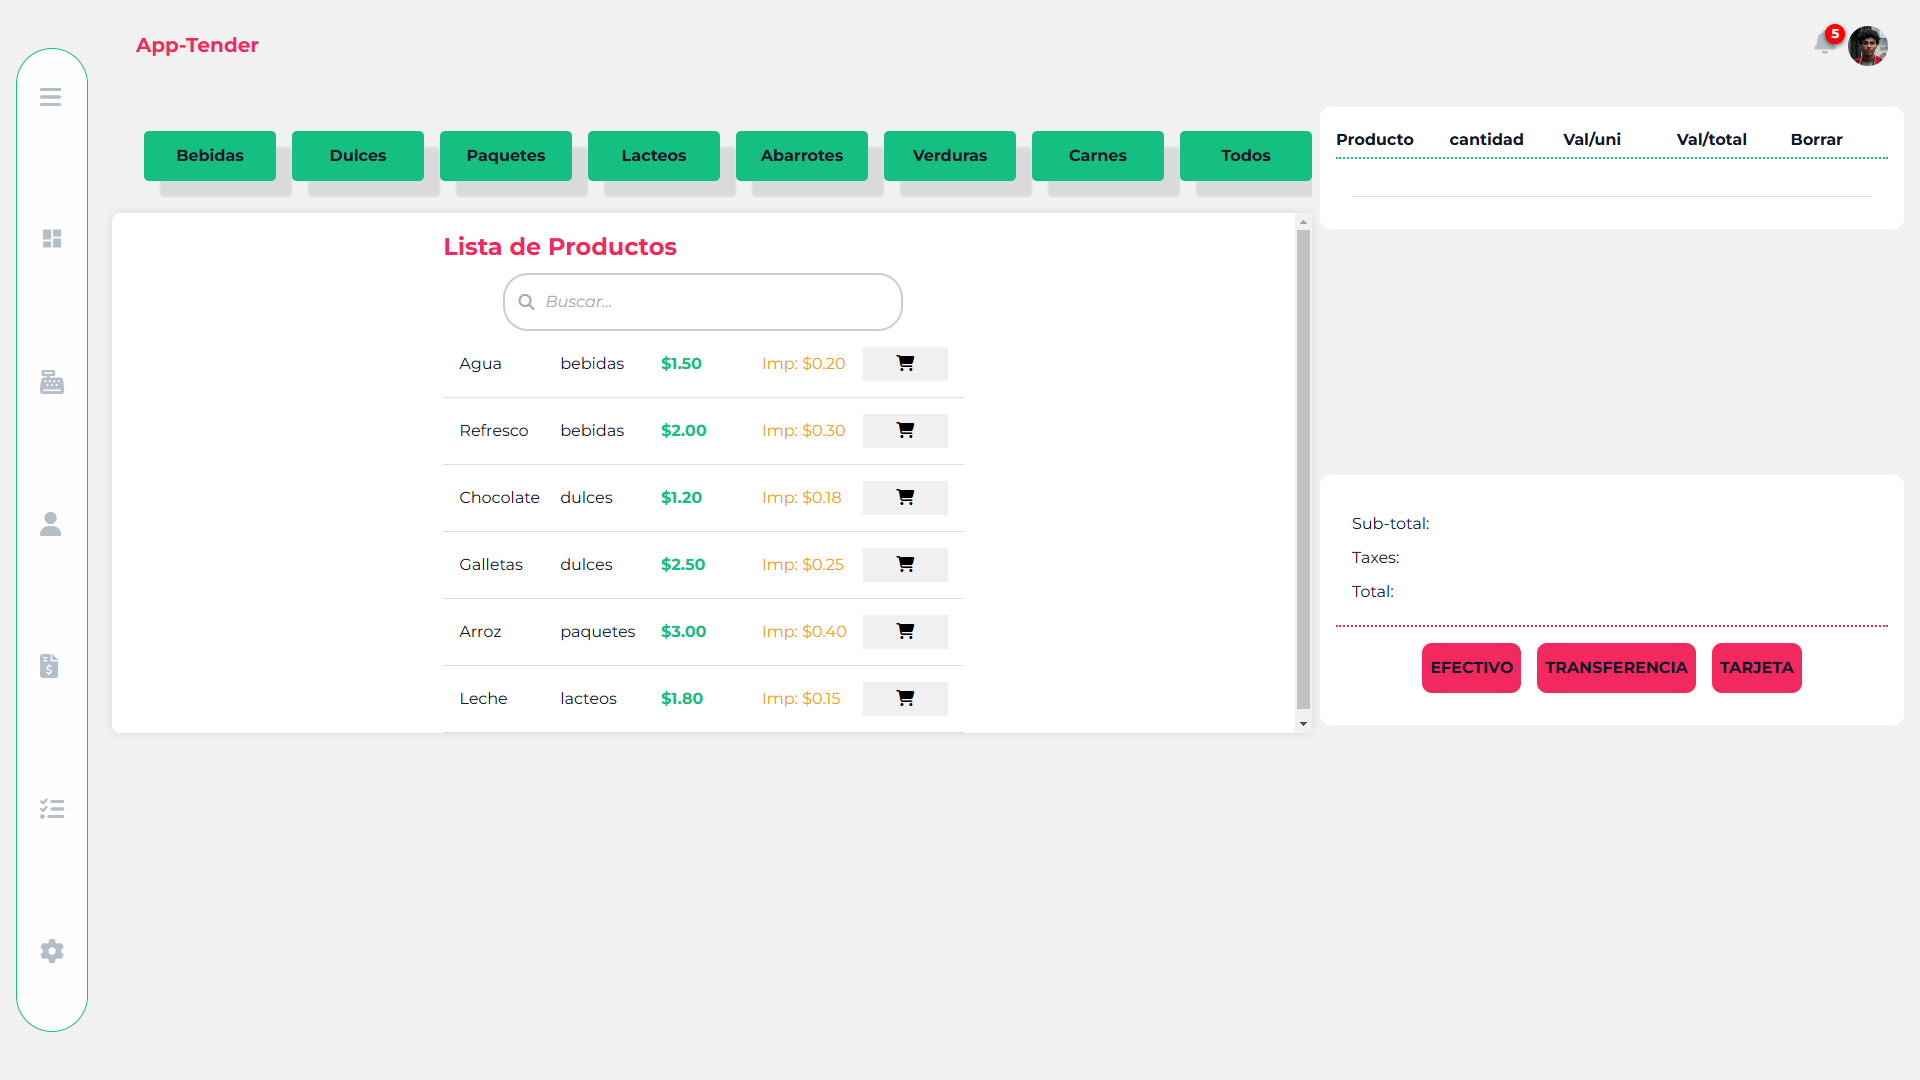 App-Tender
5
Bebidas Dulces Paquetes Lacteos Abarrotes Verduras Carnes Todos
Lista de Productos
Buscar...
Agua bebidas $1.50 Imp: $0.20
Refresco bebidas $2.00 Imp: $0.30
Chocolate dulces $1.20 Imp: $0.18
Galletas dulces $2.50 Imp: $0.25
Arroz paquetes $3.00 Imp: $0.40
Leche lacteos $1.80 Imp: $0.15
Producto cantidad Val/uni Val/total Borrar
Sub-total:
Taxes:
Total:
EFECTIVO TRANSFERENCIA TARJETA